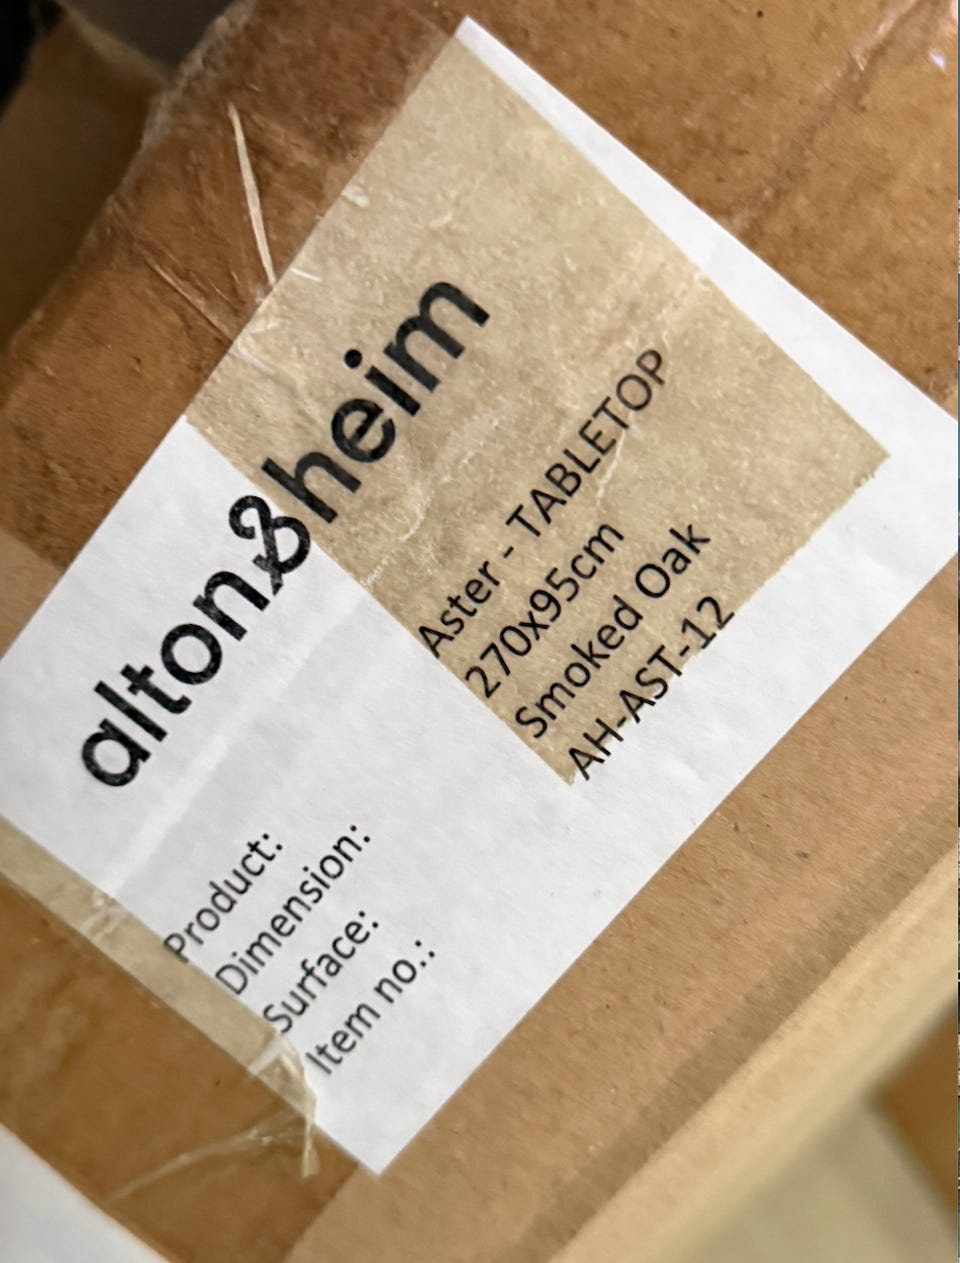 alton&heim
Product: Aster - TABLETOP
Dimension: 270x95cm
Surface: Smoked Oak
Item no.: AH-AST-12